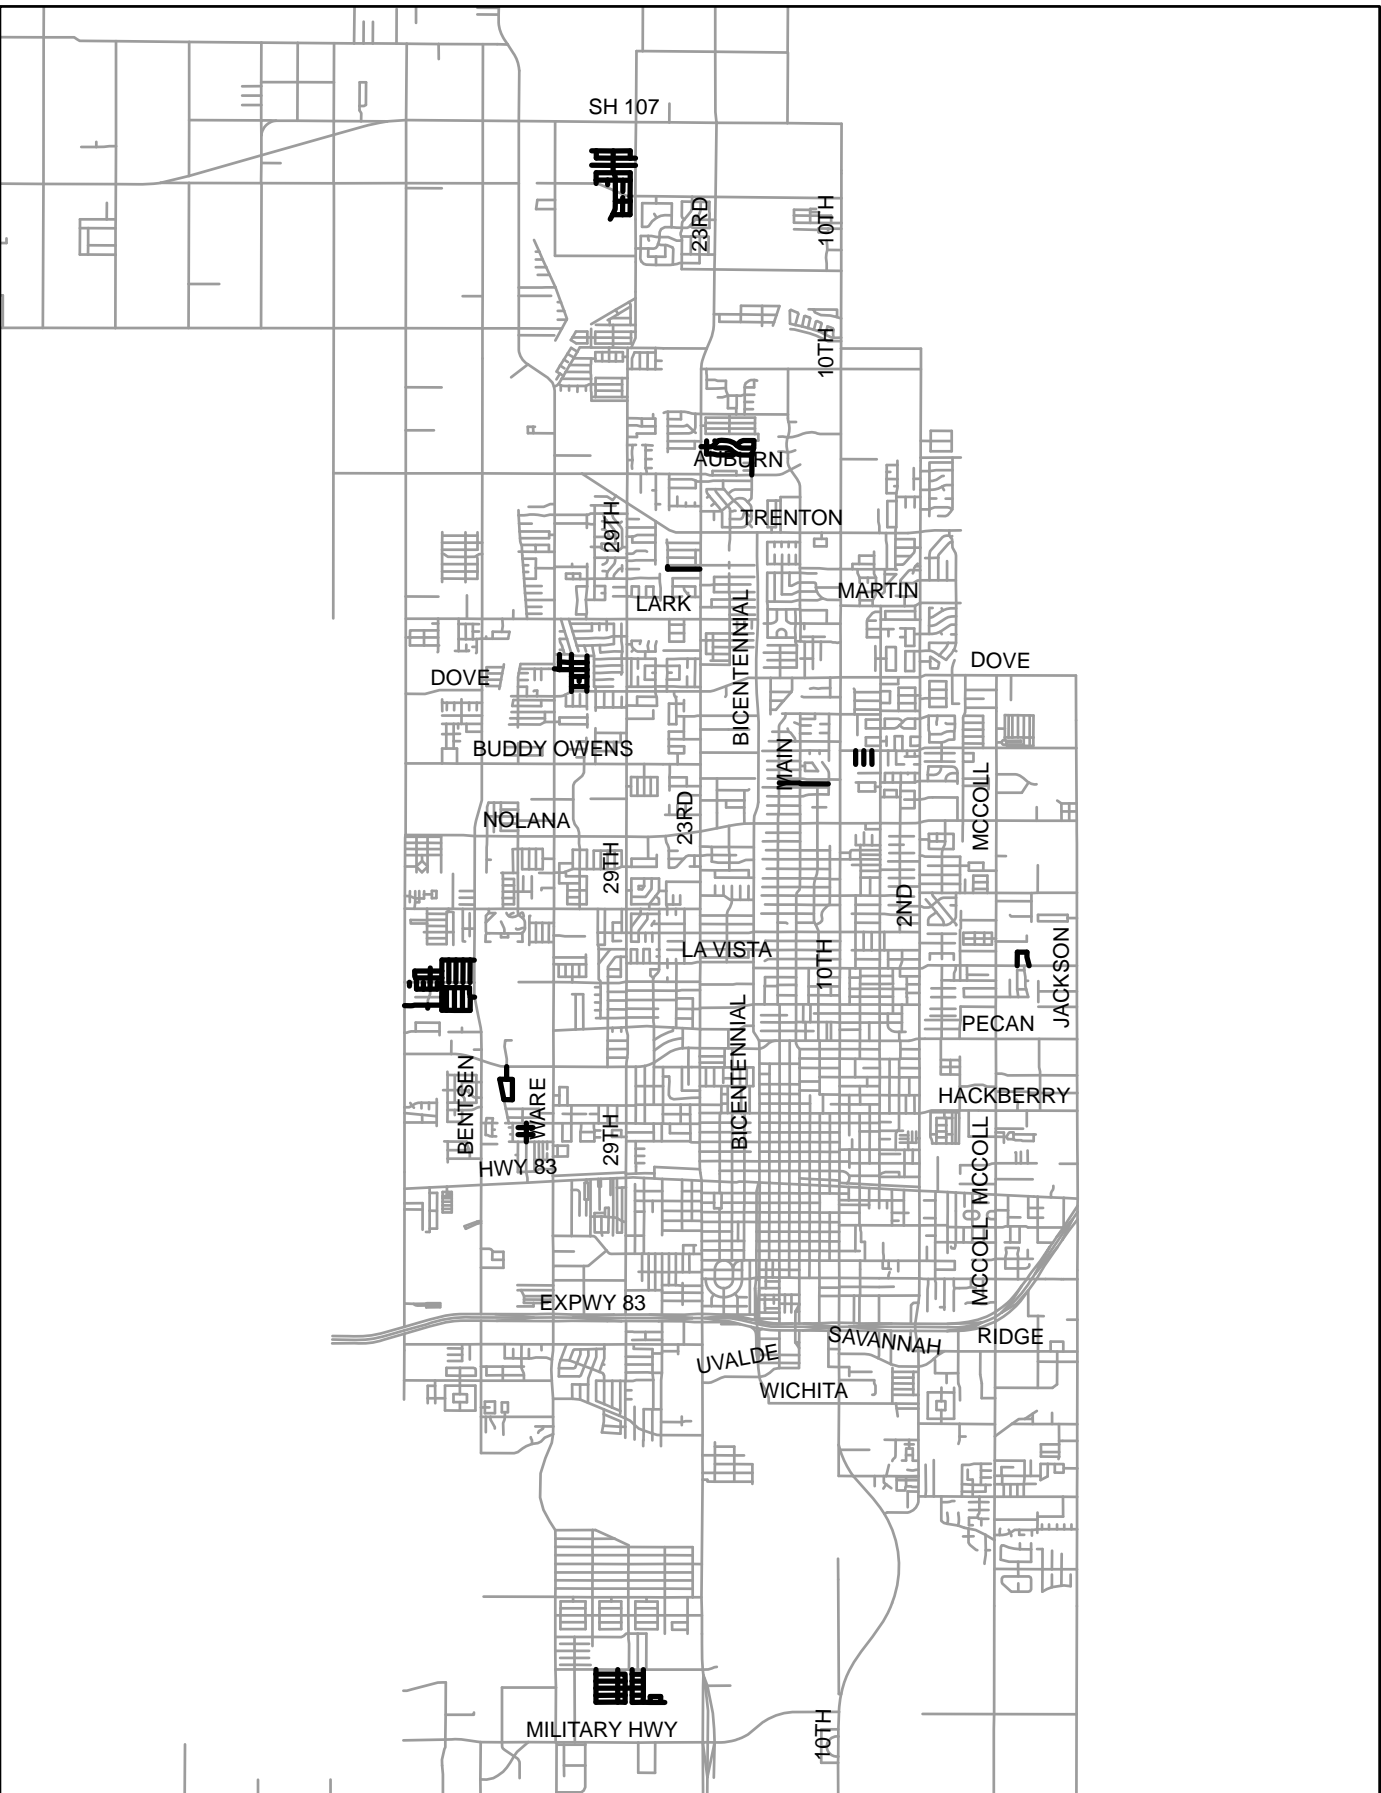 SH 107
23RD
10TH
10TH
AUBURN
TRENTON
29TH
MARTIN
LARK
BICENTENNIAL
DOVE
DOVE
BUDDY OWENS
MAIN
MCCOLL
NOLANA
23RD
29TH
2ND
LA VISTA
10TH
JACKSON
PECAN
BICENTENNIAL
BENTSEN
WARE
HACKBERRY
29TH
MCCOLL
HWY 83
MCCOLL
EXPWY 83
SAVANNAH
RIDGE
UVALDE
WICHITA
MILITARY HWY
10TH